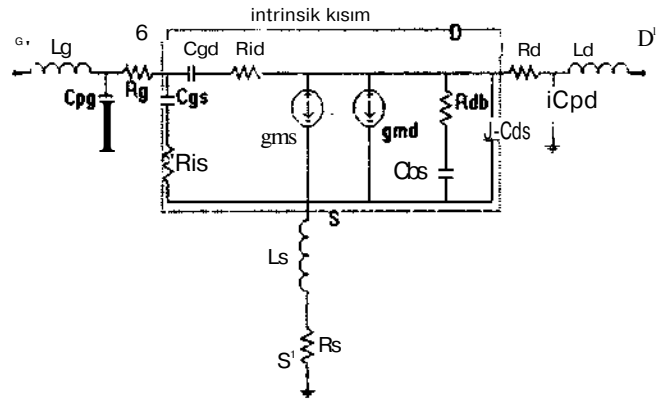 intrinsik kısım
G'
Lg
6
Cgd
Rid
D
Rd
Ld
D'
Cpg
Rg
Cgs
gms
gmd
Rdb
J-Cds
iCpd
Ris
Cbs
S
Ls
S¹
Rs